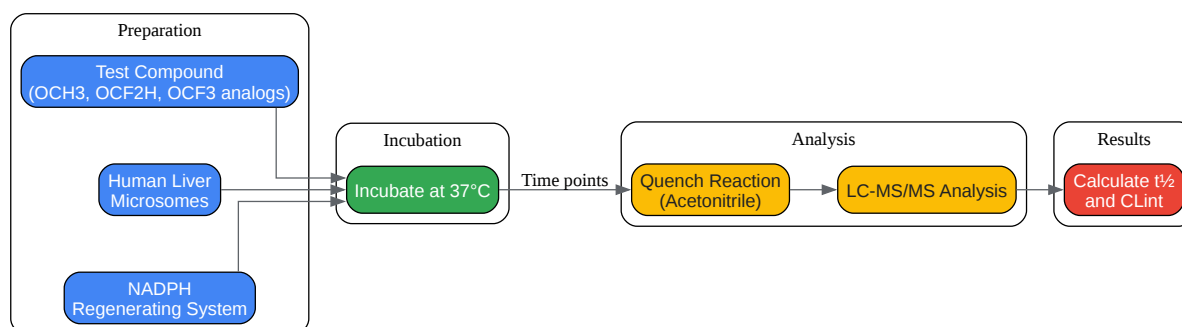 Preparation
Test Compound
(OCH3, OCF2H, OCF3 analogs)
Human Liver
Microsomes
NADPH
Regenerating System
Incubation
Incubate at 37°C
Time points
Analysis
Quench Reaction
(Acetonitrile)
LC-MS/MS Analysis
Results
Calculate t½
and CLint